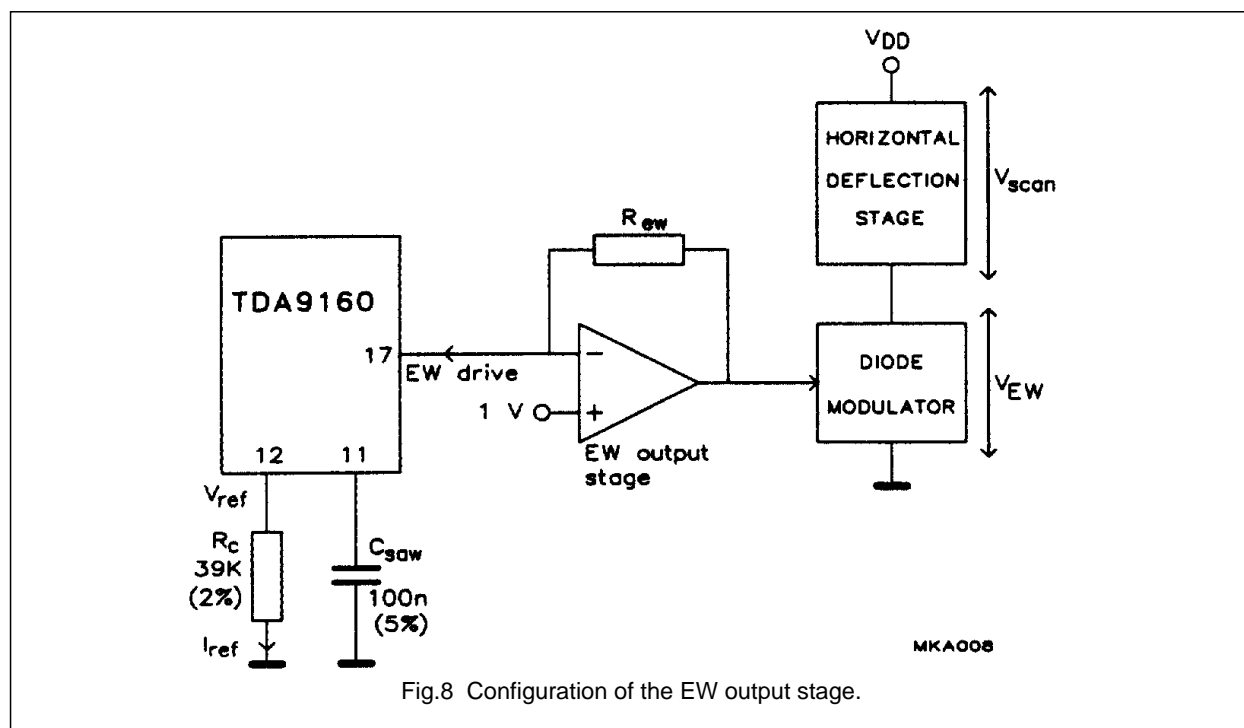 VDD
HORIZONTAL
DEFLECTION
STAGE
Vscan
Rew
TDA9160
17
EW drive
1 V
EW output
stage
DIODE
MODULATOR
VEW
12
11
Vref
Rc
39K
(2%)
Iref
Csaw
100n
(5%)
MKA008
Fig.8 Configuration of the EW output stage.